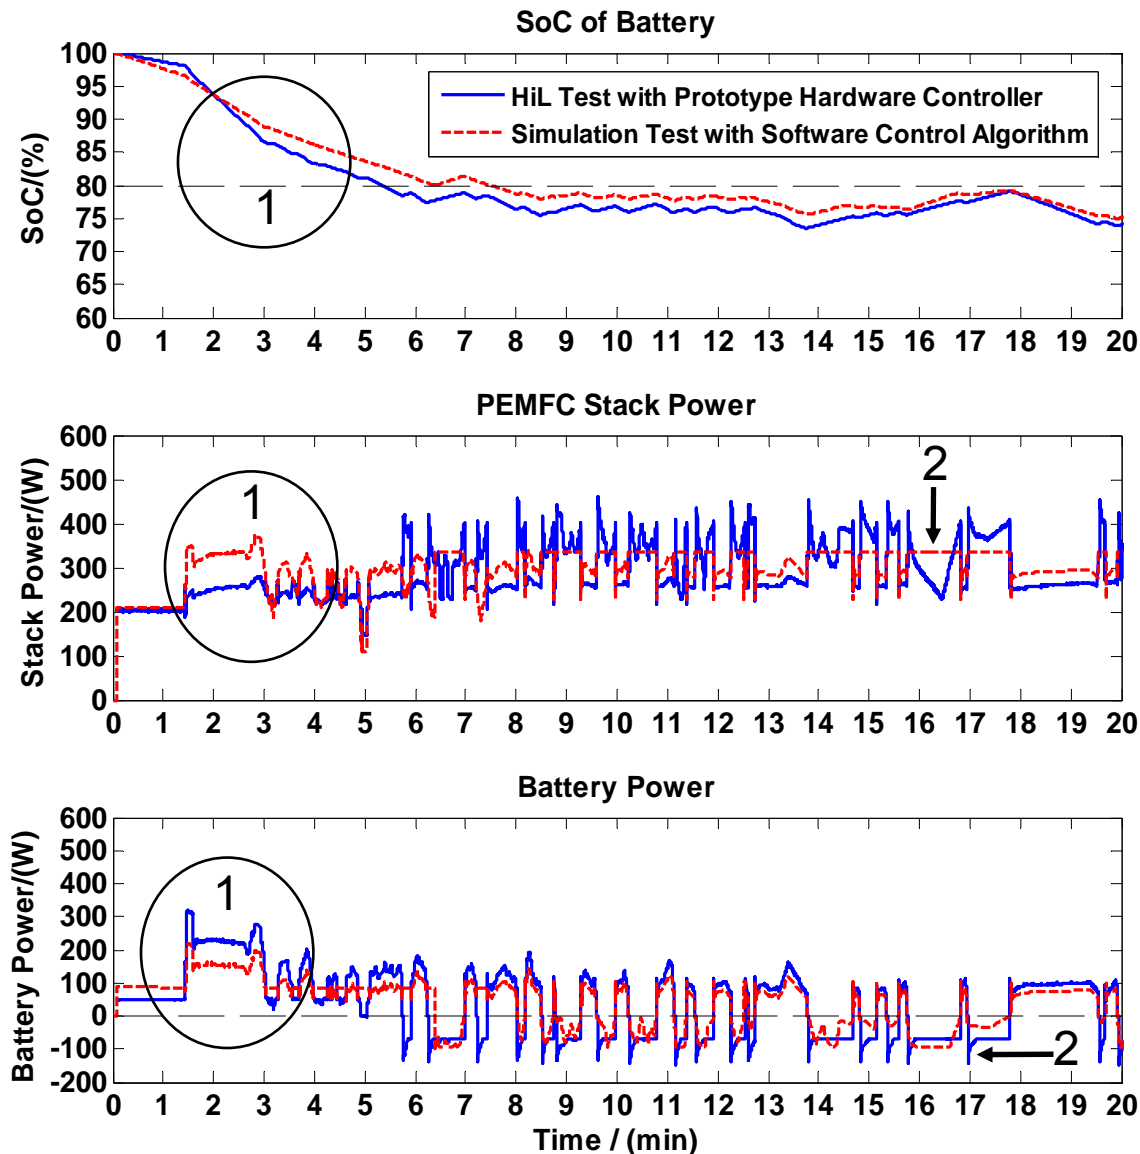 SoC of Battery
SoC/(%)
100
95
90
85
80
75
70
65
60
HiL Test with Prototype Hardware Controller
Simulation Test with Software Control Algorithm
1
0 1 2 3 4 5 6 7 8 9 10 11 12 13 14 15 16 17 18 19 20
PEMFC Stack Power
Stack Power/(W)
600
500
400
300
200
100
0
1
2
0 1 2 3 4 5 6 7 8 9 10 11 12 13 14 15 16 17 18 19 20
Battery Power
Battery Power/(W)
600
500
400
300
200
100
0
-100
-200
1
2
0 1 2 3 4 5 6 7 8 9 10 11 12 13 14 15 16 17 18 19 20
Time / (min)